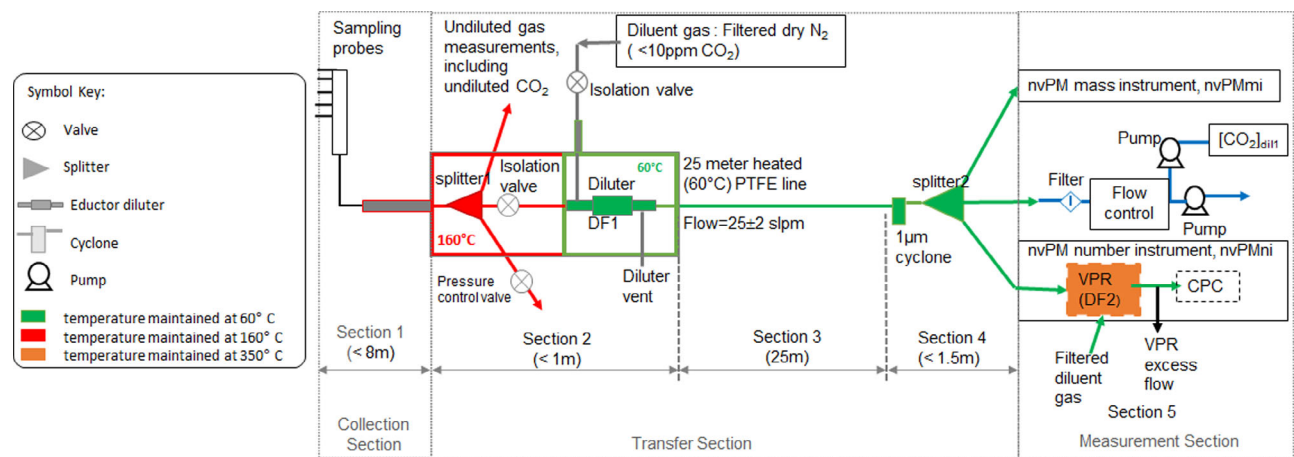 Sampling
probes
Undiluted gas
measurements,
including
undiluted CO₂
Diluent gas : Filtered dry N₂
( <10ppm CO₂)
Isolation valve
Symbol Key:
Valve
Splitter
Eductor diluter
Cyclone
Pump
temperature maintained at 60° C
temperature maintained at 160° C
temperature maintained at 350° C
splitter1
Isolation
valve
160°C
60°C
Diluter
DF1
Pressure
control valve
Diluter
vent
25 meter heated
(60°C) PTFE line
Flow=25±2 slpm
1µm
cyclone
splitter2
nvPM mass instrument, nvPMmi
Pump
[CO₂]dil1
Filter
Flow
control
Pump
nvPM number instrument, nvPMni
VPR
(DF2)
CPC
Filtered
diluent
gas
VPR
excess
flow
Section 1
(< 8m)
Section 2
(< 1m)
Section 3
(25m)
Section 4
(< 1.5m)
Section 5
Collection
Section
Transfer Section
Measurement Section